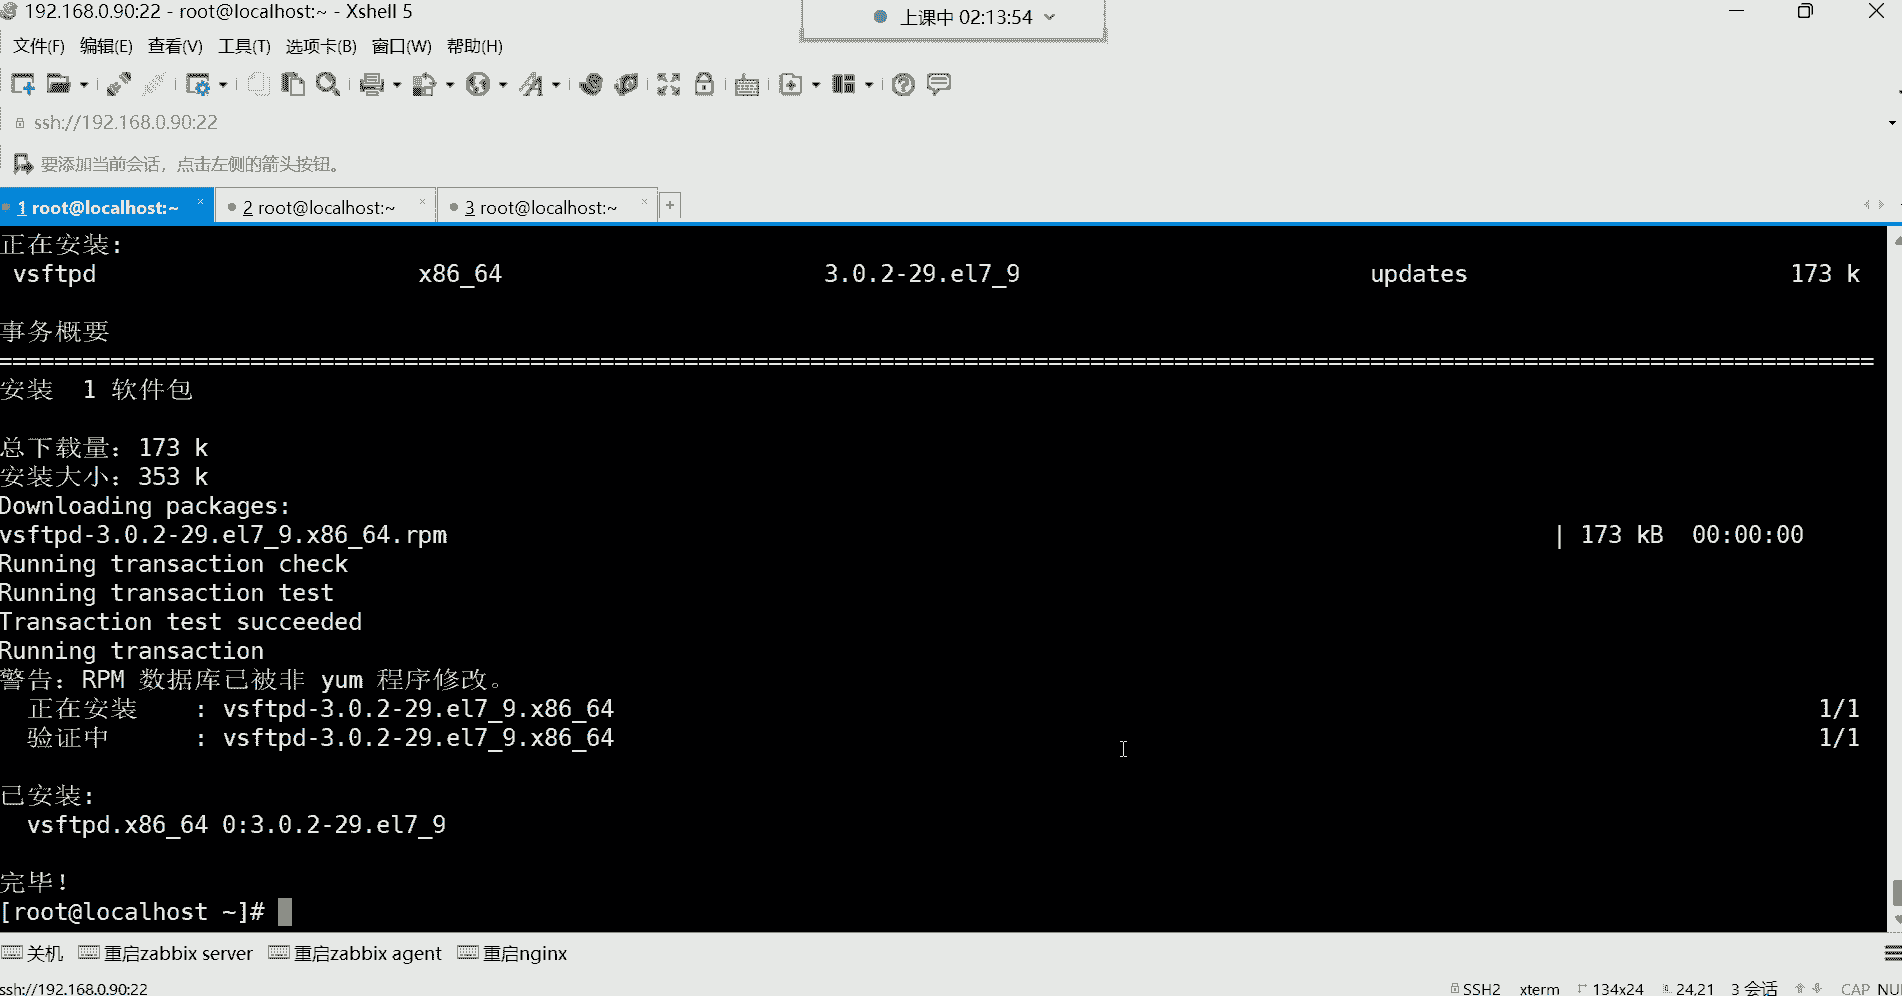 192.168.0.90:22 - root@localhost:~ - Xshell 5
上课中 02:13:54
文件(F) 编辑(E) 查看(V) 工具(T) 选项卡(B) 窗口(W) 帮助(H)
ssh://192.168.0.90:22
要添加当前会话，点击左侧的箭头按钮。
1 root@localhost:~ × 2 root@localhost:~ × 3 root@localhost:~ × +
正在安装:
vsftpd x86_64 3.0.2-29.el7_9 updates 173 k
事务概要
================================================================================
安装 1 软件包
总下载量：173 k
安装大小：353 k
Downloading packages:
vsftpd-3.0.2-29.el7_9.x86_64.rpm | 173 kB 00:00:00
Running transaction check
Running transaction test
Transaction test succeeded
Running transaction
警告：RPM 数据库已被非 yum 程序修改。
正在安装 : vsftpd-3.0.2-29.el7_9.x86_64 1/1
验证中 : vsftpd-3.0.2-29.el7_9.x86_64 1/1
已安装:
vsftpd.x86_64 0:3.0.2-29.el7_9
完毕！
[root@localhost ~]#
关机 重启zabbix server 重启zabbix agent 重启nginx
ssh://192.168.0.90:22 SSH2 xterm 134x24 24,21 3 会话 CAP NU